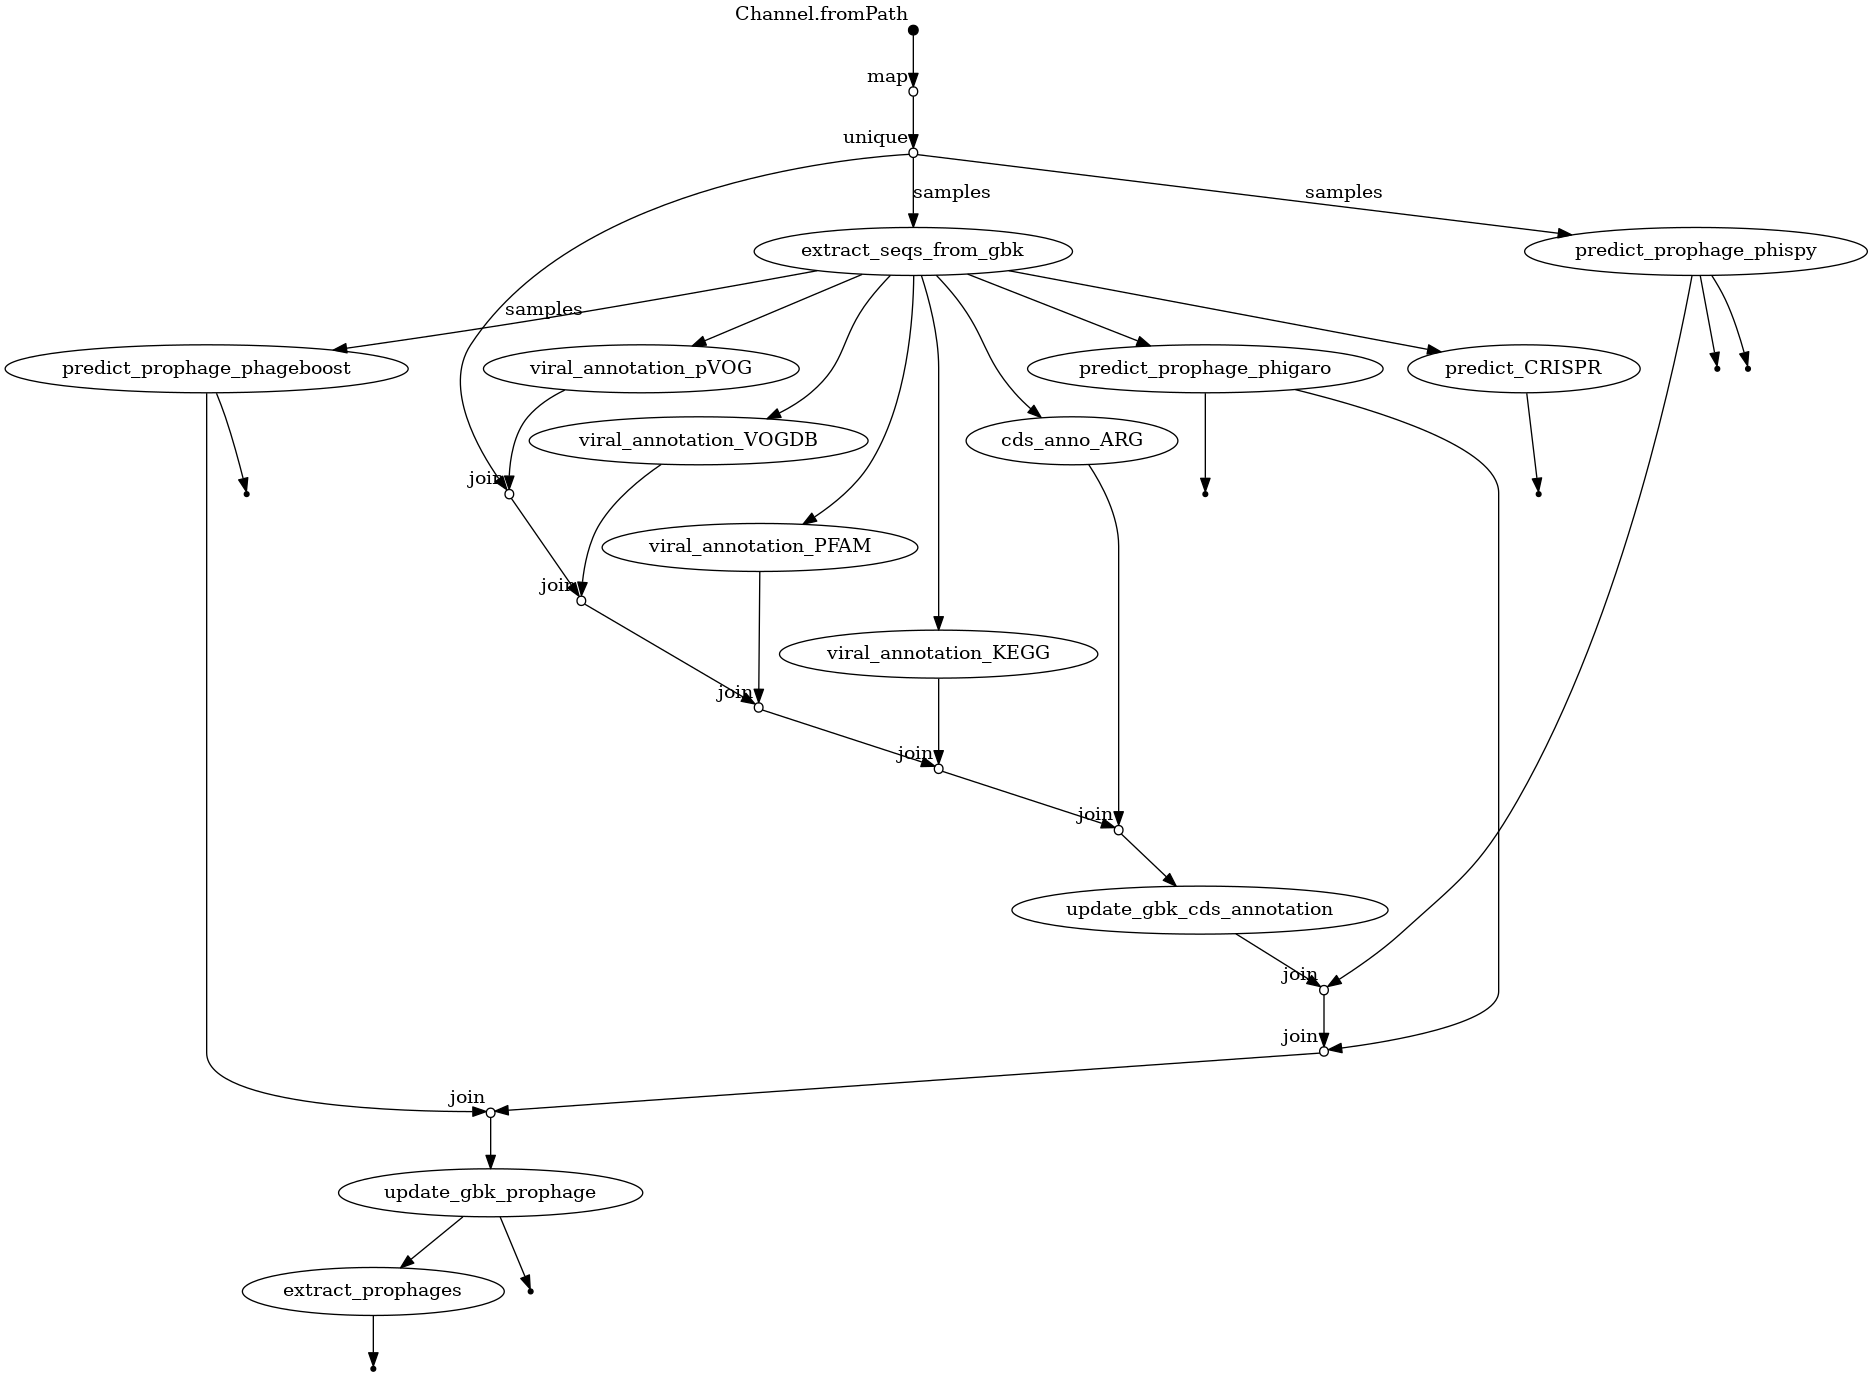 Channel.fromPath
map
unique
samples
samples
extract_seqs_from_gbk
predict_prophage_phispy
samples
predict_prophage_phageboost
viral_annotation_pVOG
predict_prophage_phigaro
predict_CRISPR
viral_annotation_VOGDB
cds_anno_ARG
join
viral_annotation_PFAM
join
viral_annotation_KEGG
join
join
join
update_gbk_cds_annotation
join
join
join
update_gbk_prophage
extract_prophages